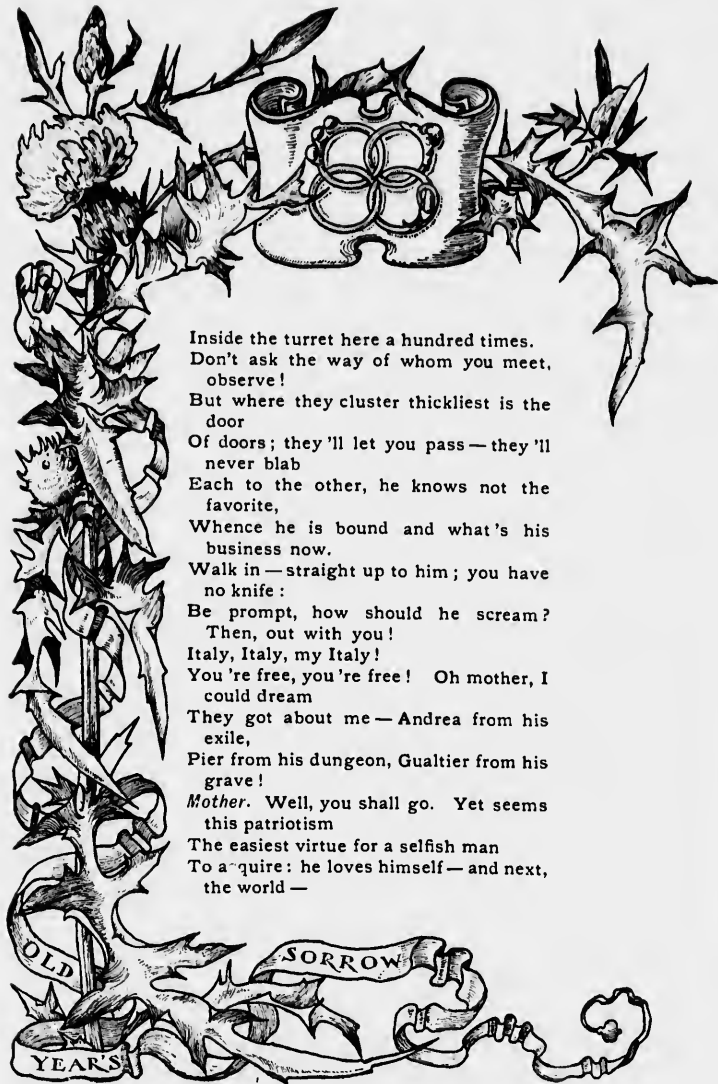 Inside the turret here a hundred times.
Don't ask the way of whom you meet,
observe!
But where they cluster thickliest is the
door
Of doors; they'll let you pass — they'll
never blab
Each to the other, he knows not the
favorite,
Whence he is bound and what's his
business now.
Walk in — straight up to him; you have
no knife:
Be prompt, how should he scream?
Then, out with you!
Italy, Italy, my Italy!
You're free, you're free! Oh mother, I
could dream
They got about me — Andrea from his
exile,
Pier from his dungeon, Gualtier from his
grave!
Mother. Well, you shall go. Yet seems
this patriotism
The easiest virtue for a selfish man
To a~quire: he loves himself — and next,
the world —
OLD
SORROW
YEAR'S